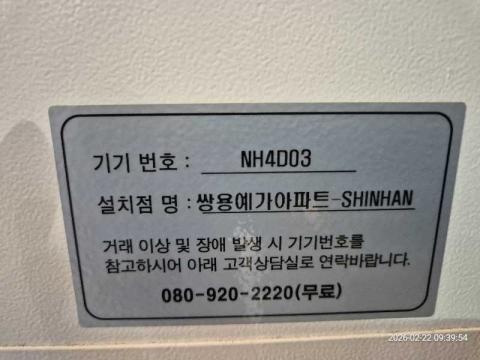 기기 번호 : NH4D03
설치점 명 : 쌍용예가아파트-SHINHAN
거래 이상 및 장애 발생 시 기기번호를
참고하시어 아래 고객상담실로 연락바랍니다.
080-920-2220(무료)
2026-02-22 09:39:54